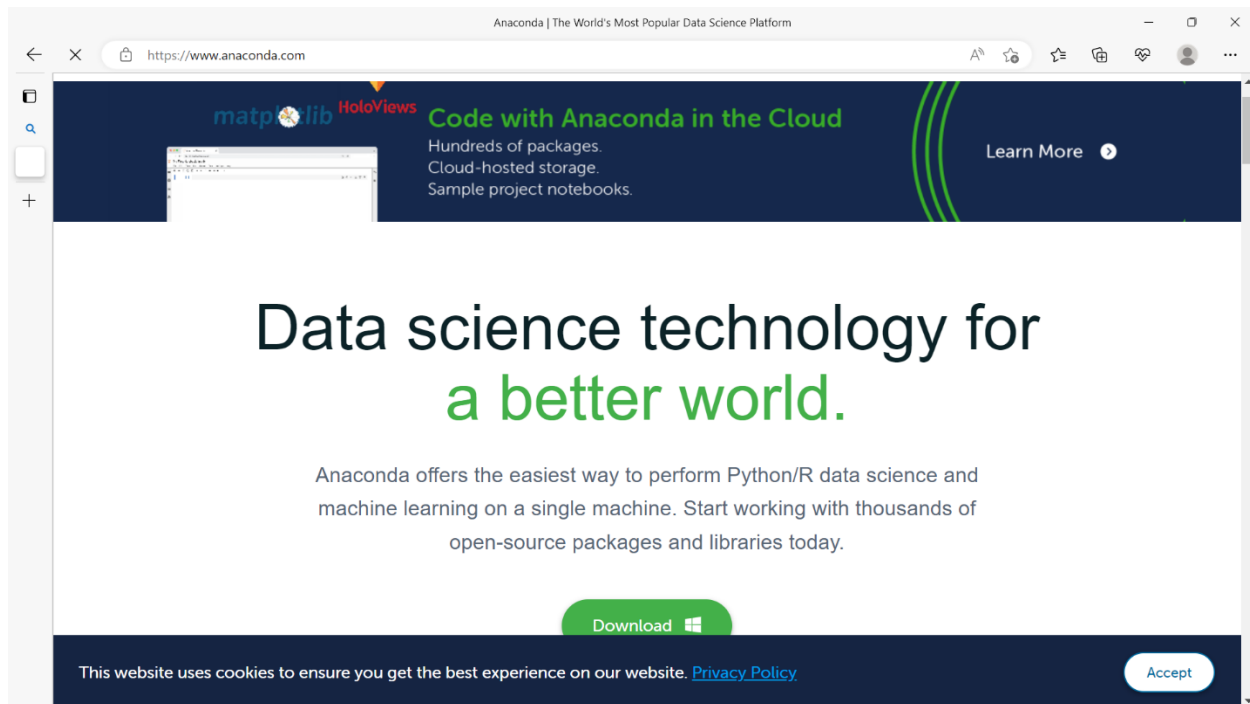 Anaconda | The World's Most Popular Data Science Platform
https://www.anaconda.com
matplotlib HoloViews
Code with Anaconda in the Cloud
Hundreds of packages.
Cloud-hosted storage.
Sample project notebooks.
Learn More
Data science technology for
a better world.
Anaconda offers the easiest way to perform Python/R data science and
machine learning on a single machine. Start working with thousands of
open-source packages and libraries today.
Download
This website uses cookies to ensure you get the best experience on our website. Privacy Policy
Accept